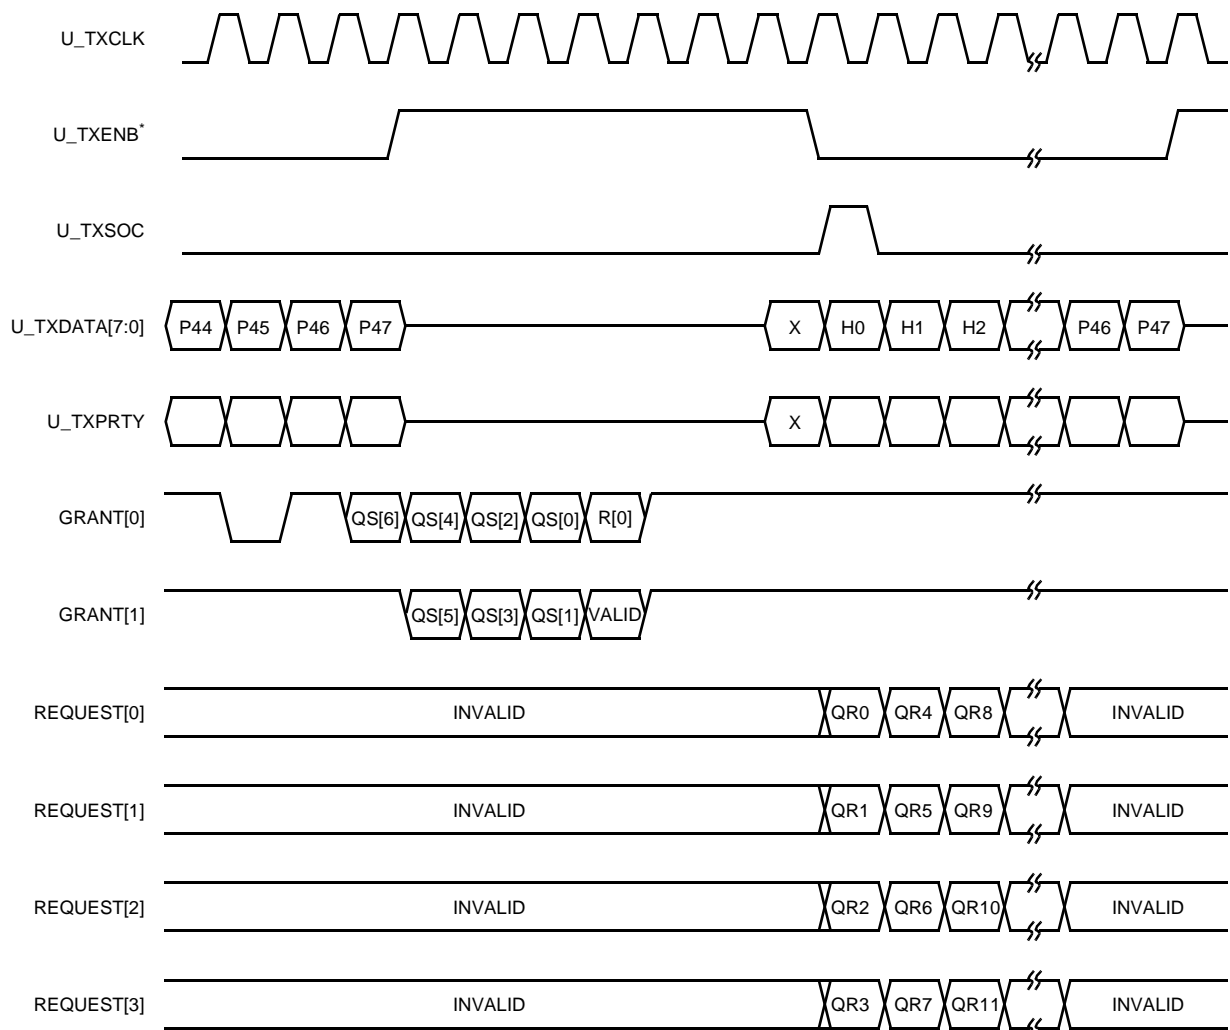 U_TXCLK
U_TXENB*
U_TXSOC
U_TXDATA[7:0] P44 P45 P46 P47 X H0 H1 H2 P46 P47
U_TXPRTY X
GRANT[0] QS[6] QS[4] QS[2] QS[0] R[0]
GRANT[1] QS[5] QS[3] QS[1] VALID
REQUEST[0] INVALID QR0 QR4 QR8 INVALID
REQUEST[1] INVALID QR1 QR5 QR9 INVALID
REQUEST[2] INVALID QR2 QR6 QR10 INVALID
REQUEST[3] INVALID QR3 QR7 QR11 INVALID